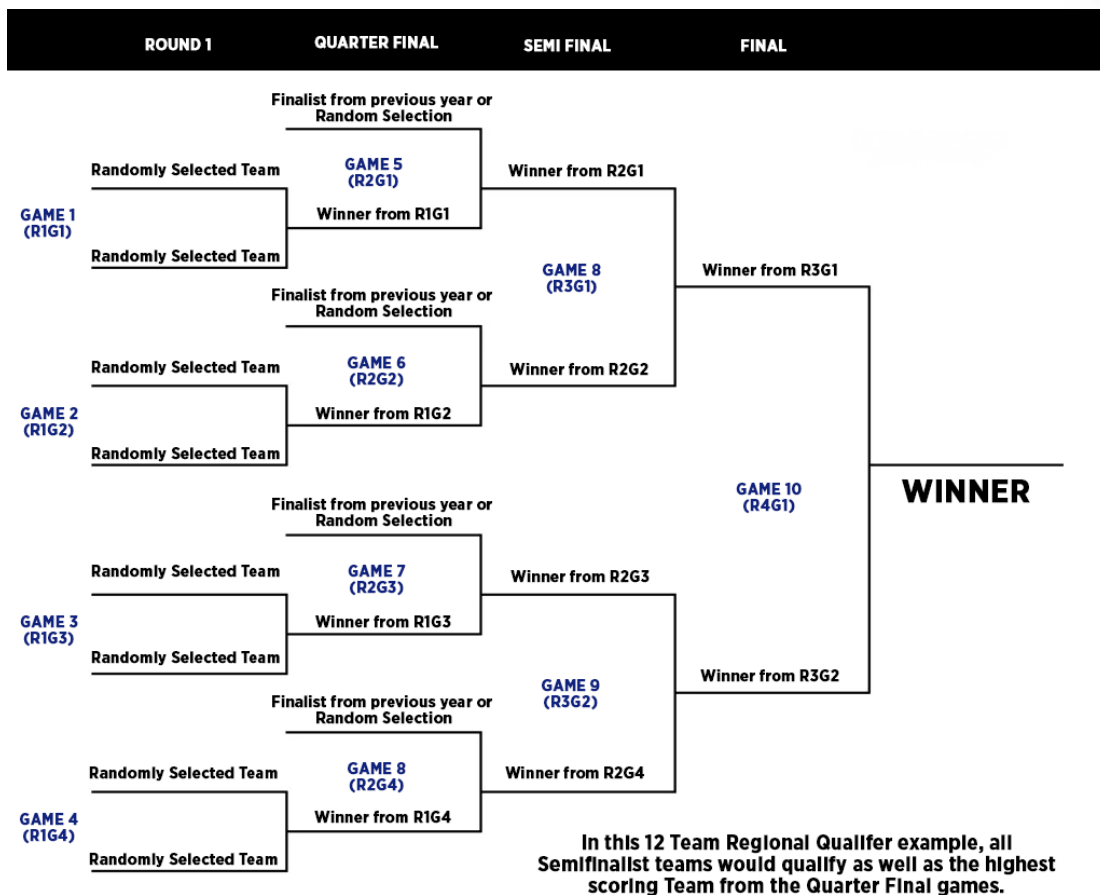 ROUND 1
QUARTER FINAL
SEMI FINAL
FINAL
Finalist from previous year or
Random Selection
Randomly Selected Team
GAME 5
(R2G1)
Winner from R2G1
GAME 1
(R1G1)
Winner from R1G1
Randomly Selected Team
GAME 8
(R3G1)
Winner from R3G1
Finalist from previous year or
Random Selection
Randomly Selected Team
GAME 6
(R2G2)
Winner from R2G2
GAME 2
(R1G2)
Winner from R1G2
Randomly Selected Team
GAME 10
(R4G1)
WINNER
Finalist from previous year or
Random Selection
Randomly Selected Team
GAME 7
(R2G3)
Winner from R2G3
GAME 3
(R1G3)
Winner from R1G3
Randomly Selected Team
GAME 9
(R3G2)
Winner from R3G2
Finalist from previous year or
Random Selection
Randomly Selected Team
GAME 8
(R2G4)
Winner from R2G4
GAME 4
(R1G4)
Winner from R1G4
Randomly Selected Team
In this 12 Team Regional Qualifer example, all
Semifinalist teams would qualify as well as the highest
scoring Team from the Quarter Final games.